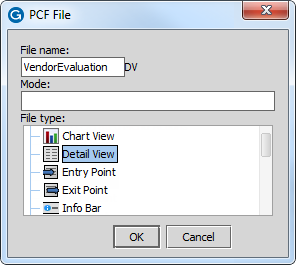 PCF File
File name:
VendorEvaluation DV
Mode:
File type:
Chart View
Detail View
Entry Point
Exit Point
Info Bar
OK Cancel